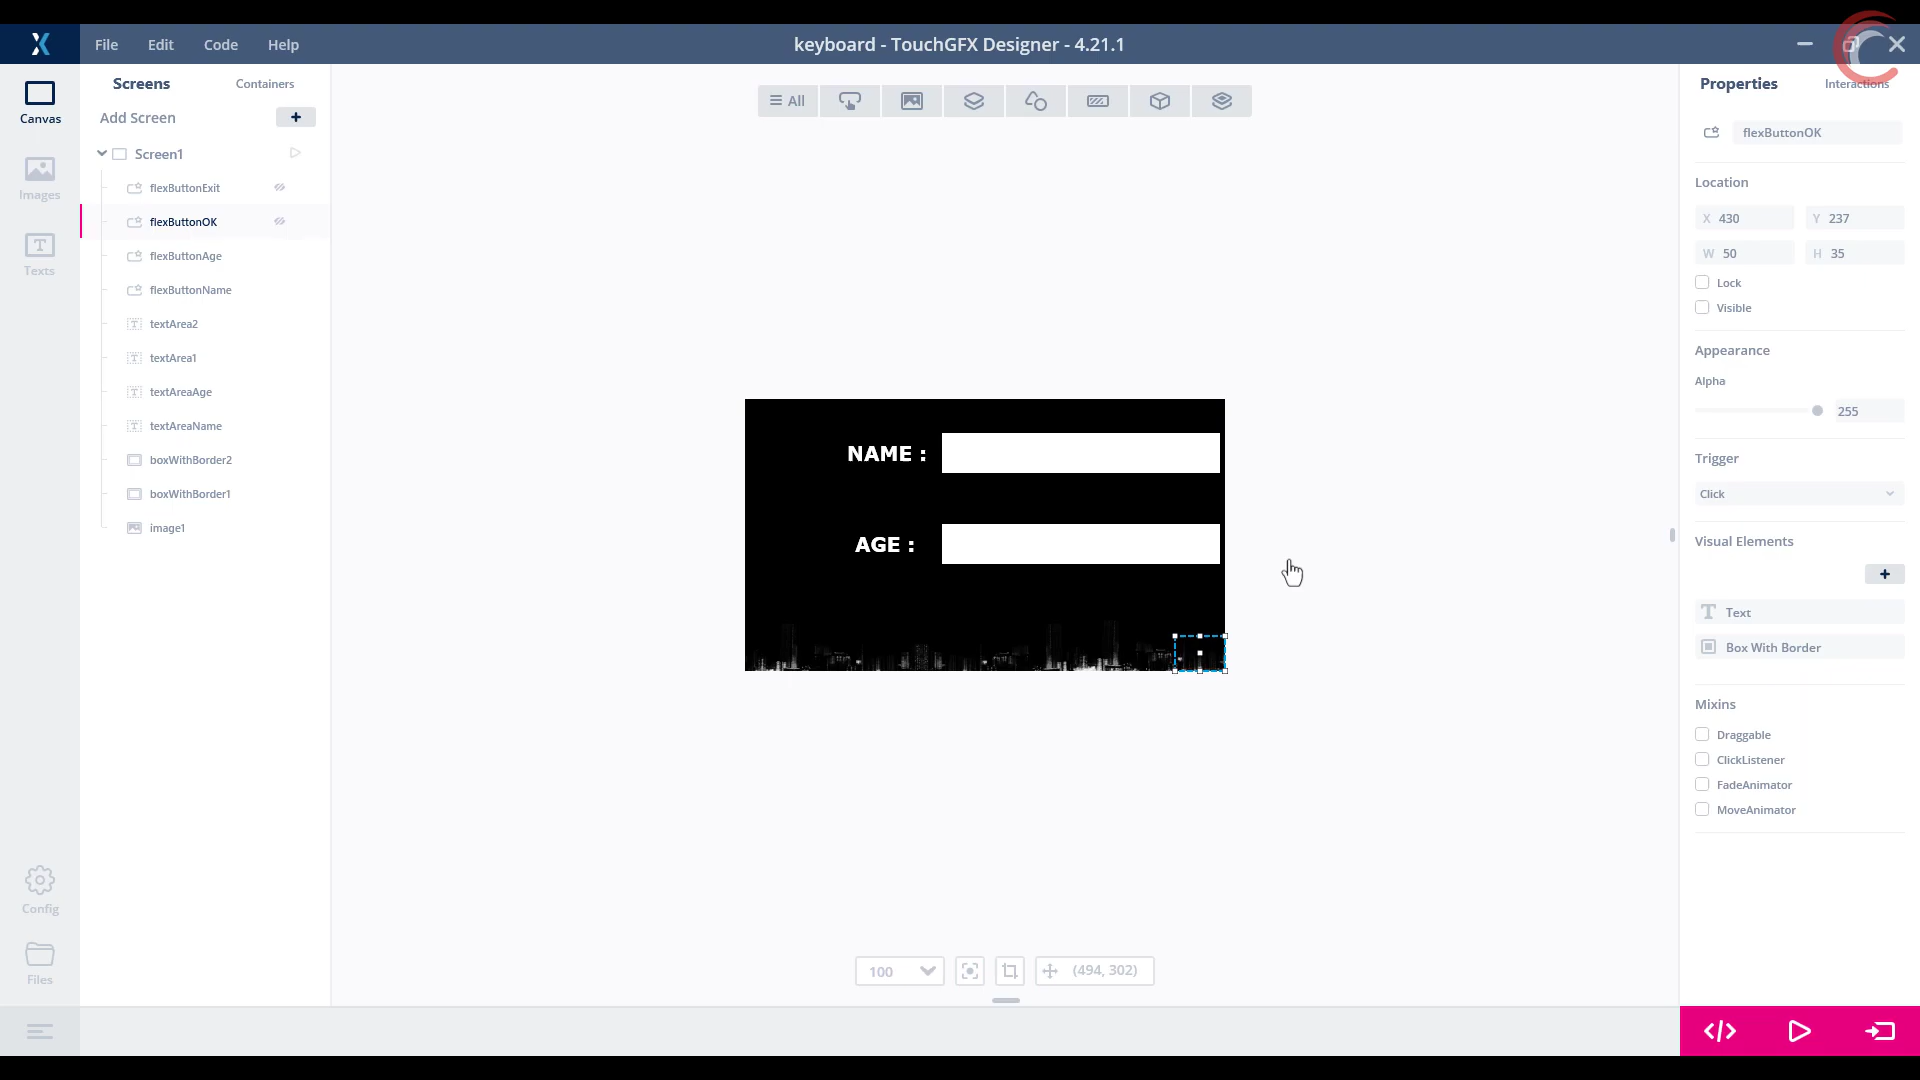 File Edit Code Help
keyboard - TouchGFX Designer - 4.21.1
Canvas
Images
Texts
Config
Files
Screens Containers
Add Screen
Screen1
flexButtonExit
flexButtonOK
flexButtonAge
flexButtonName
textArea2
textArea1
textAreaAge
textAreaName
boxWithBorder2
boxWithBorder1
image1
All
NAME :
AGE :
100
(494, 302)
Properties Interactions
flexButtonOK
Location
X 430 Y 237
W 50 H 35
Lock
Visible
Appearance
Alpha
255
Trigger
Click
Visual Elements
Text
Box With Border
Mixins
Draggable
ClickListener
FadeAnimator
MoveAnimator